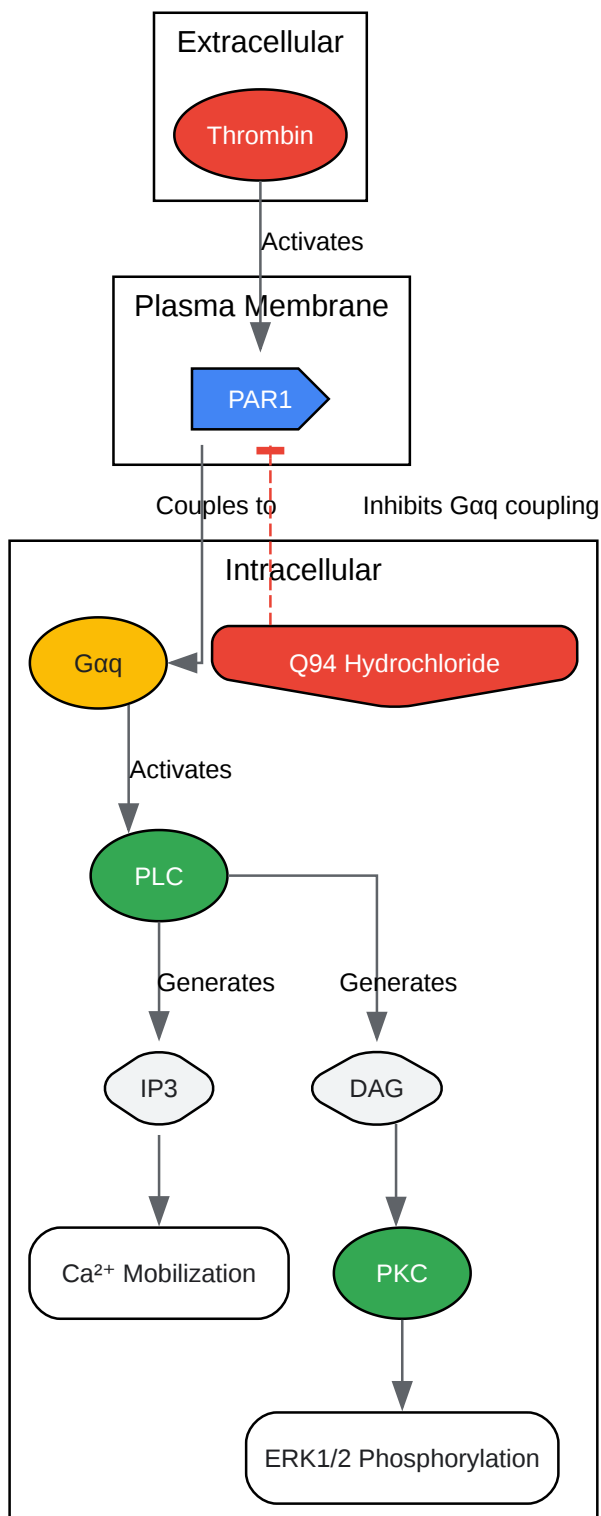 Extracellular
Thrombin
Activates
Plasma Membrane
PAR1
Couples to
Inhibits Gαq coupling
Intracellular
Gαq
Q94 Hydrochloride
Activates
PLC
Generates
Generates
IP3
DAG
Ca²⁺ Mobilization
PKC
ERK1/2 Phosphorylation